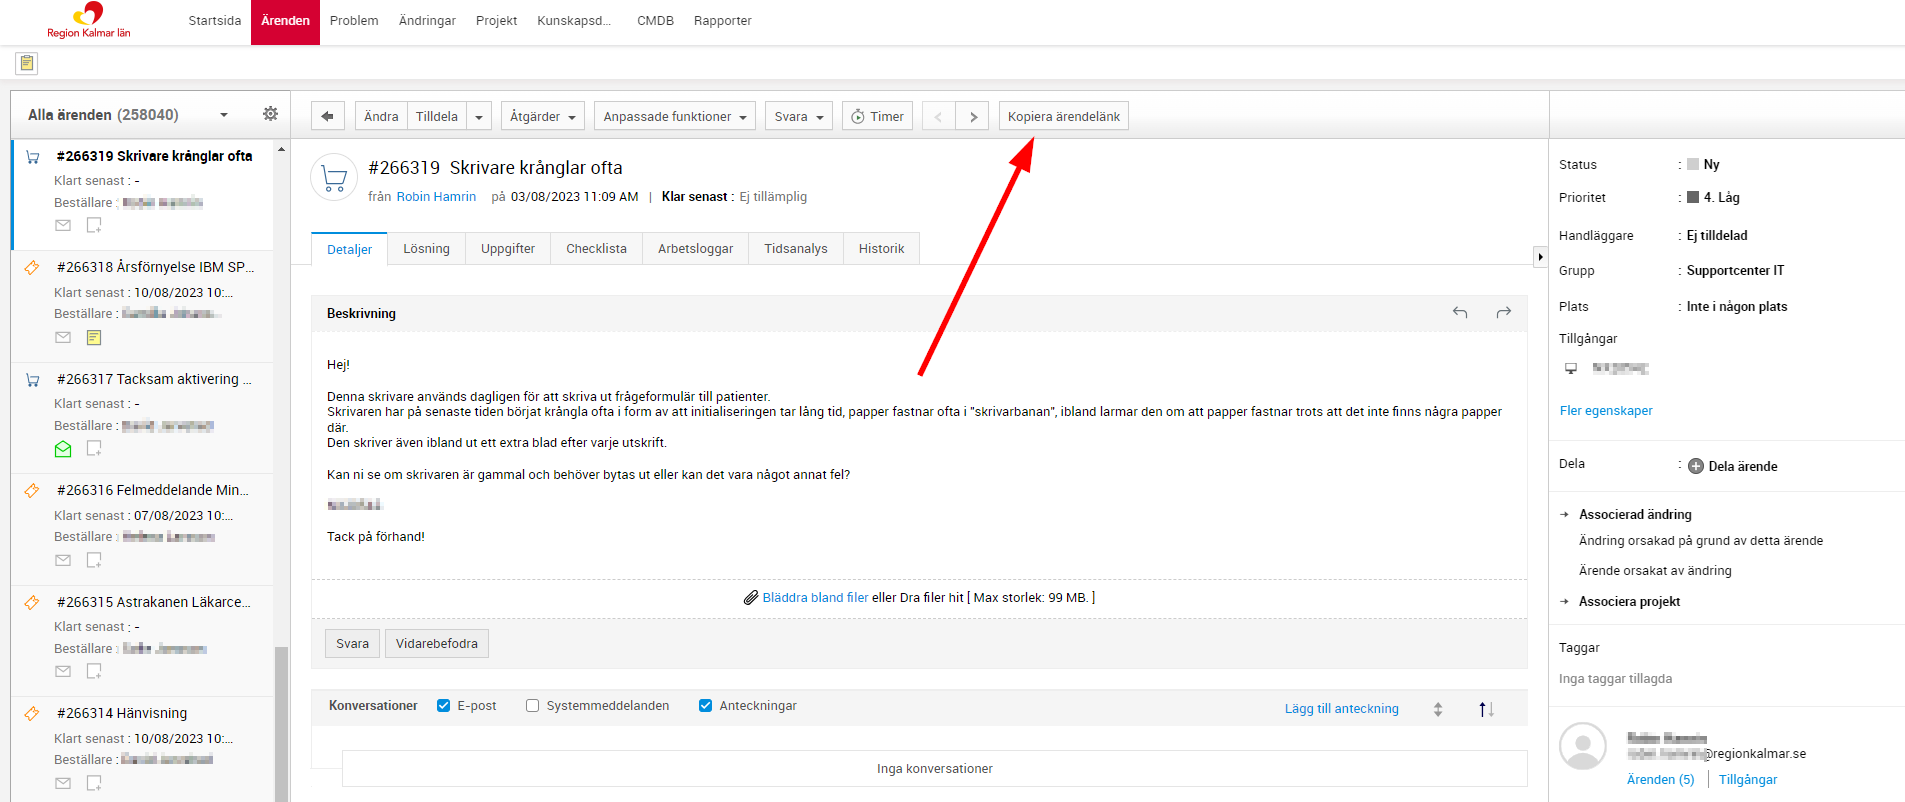 Region Kalmar län
Startsida Ärenden Problem Ändringar Projekt Kunskapsd... CMDB Rapporter
Alla ärenden (258040)
Ändra Tilldela Åtgärder Anpassade funktioner Svara Timer < > Kopiera ärendelänk
#266319 Skrivare krånglar ofta
Klart senast : -
Beställare :
#266318 Årsförnyelse IBM SP...
Klart senast : 10/08/2023 10:...
Beställare :
#266317 Tacksam aktivering ...
Klart senast : -
Beställare :
#266316 Felmeddelande Min...
Klart senast : 07/08/2023 10:...
Beställare :
#266315 Astrakanen Läkarce...
Klart senast : -
Beställare :
#266314 Hänvisning
Klart senast : 10/08/2023 10:...
Beställare :
#266319 Skrivare krånglar ofta
från Robin Hamrin på 03/08/2023 11:09 AM | Klar senast : Ej tillämplig
Detaljer Lösning Uppgifter Checklista Arbetsloggar Tidsanalys Historik
Beskrivning
Hej!
Denna skrivare används dagligen för att skriva ut frågeformulär till patienter.
Skrivaren har på senaste tiden börjat krångla ofta i form av att initialiseringen tar lång tid, papper fastnar ofta i "skrivarbanan", ibland larmar den om att papper fastnar trots att det inte finns några papper
där.
Den skriver även ibland ut ett extra blad efter varje utskrift.
Kan ni se om skrivaren är gammal och behöver bytas ut eller kan det vara något annat fel?
Tack på förhand!
Bläddra bland filer eller Dra filer hit [ Max storlek: 99 MB. ]
Svara Vidarebefodra
Konversationer E-post Systemmeddelanden Anteckningar Lägg till anteckning
Inga konversationer
Status : Ny
Prioritet : 4. Låg
Handläggare : Ej tilldelad
Grupp : Supportcenter IT
Plats : Inte i någon plats
Tillgångar
Fler egenskaper
Dela : Dela ärende
Associerad ändring
Ändring orsakad på grund av detta ärende
Ärende orsakat av ändring
Associera projekt
Taggar
Inga taggar tillagda
@regionkalmar.se
Ärenden (5) | Tillgångar